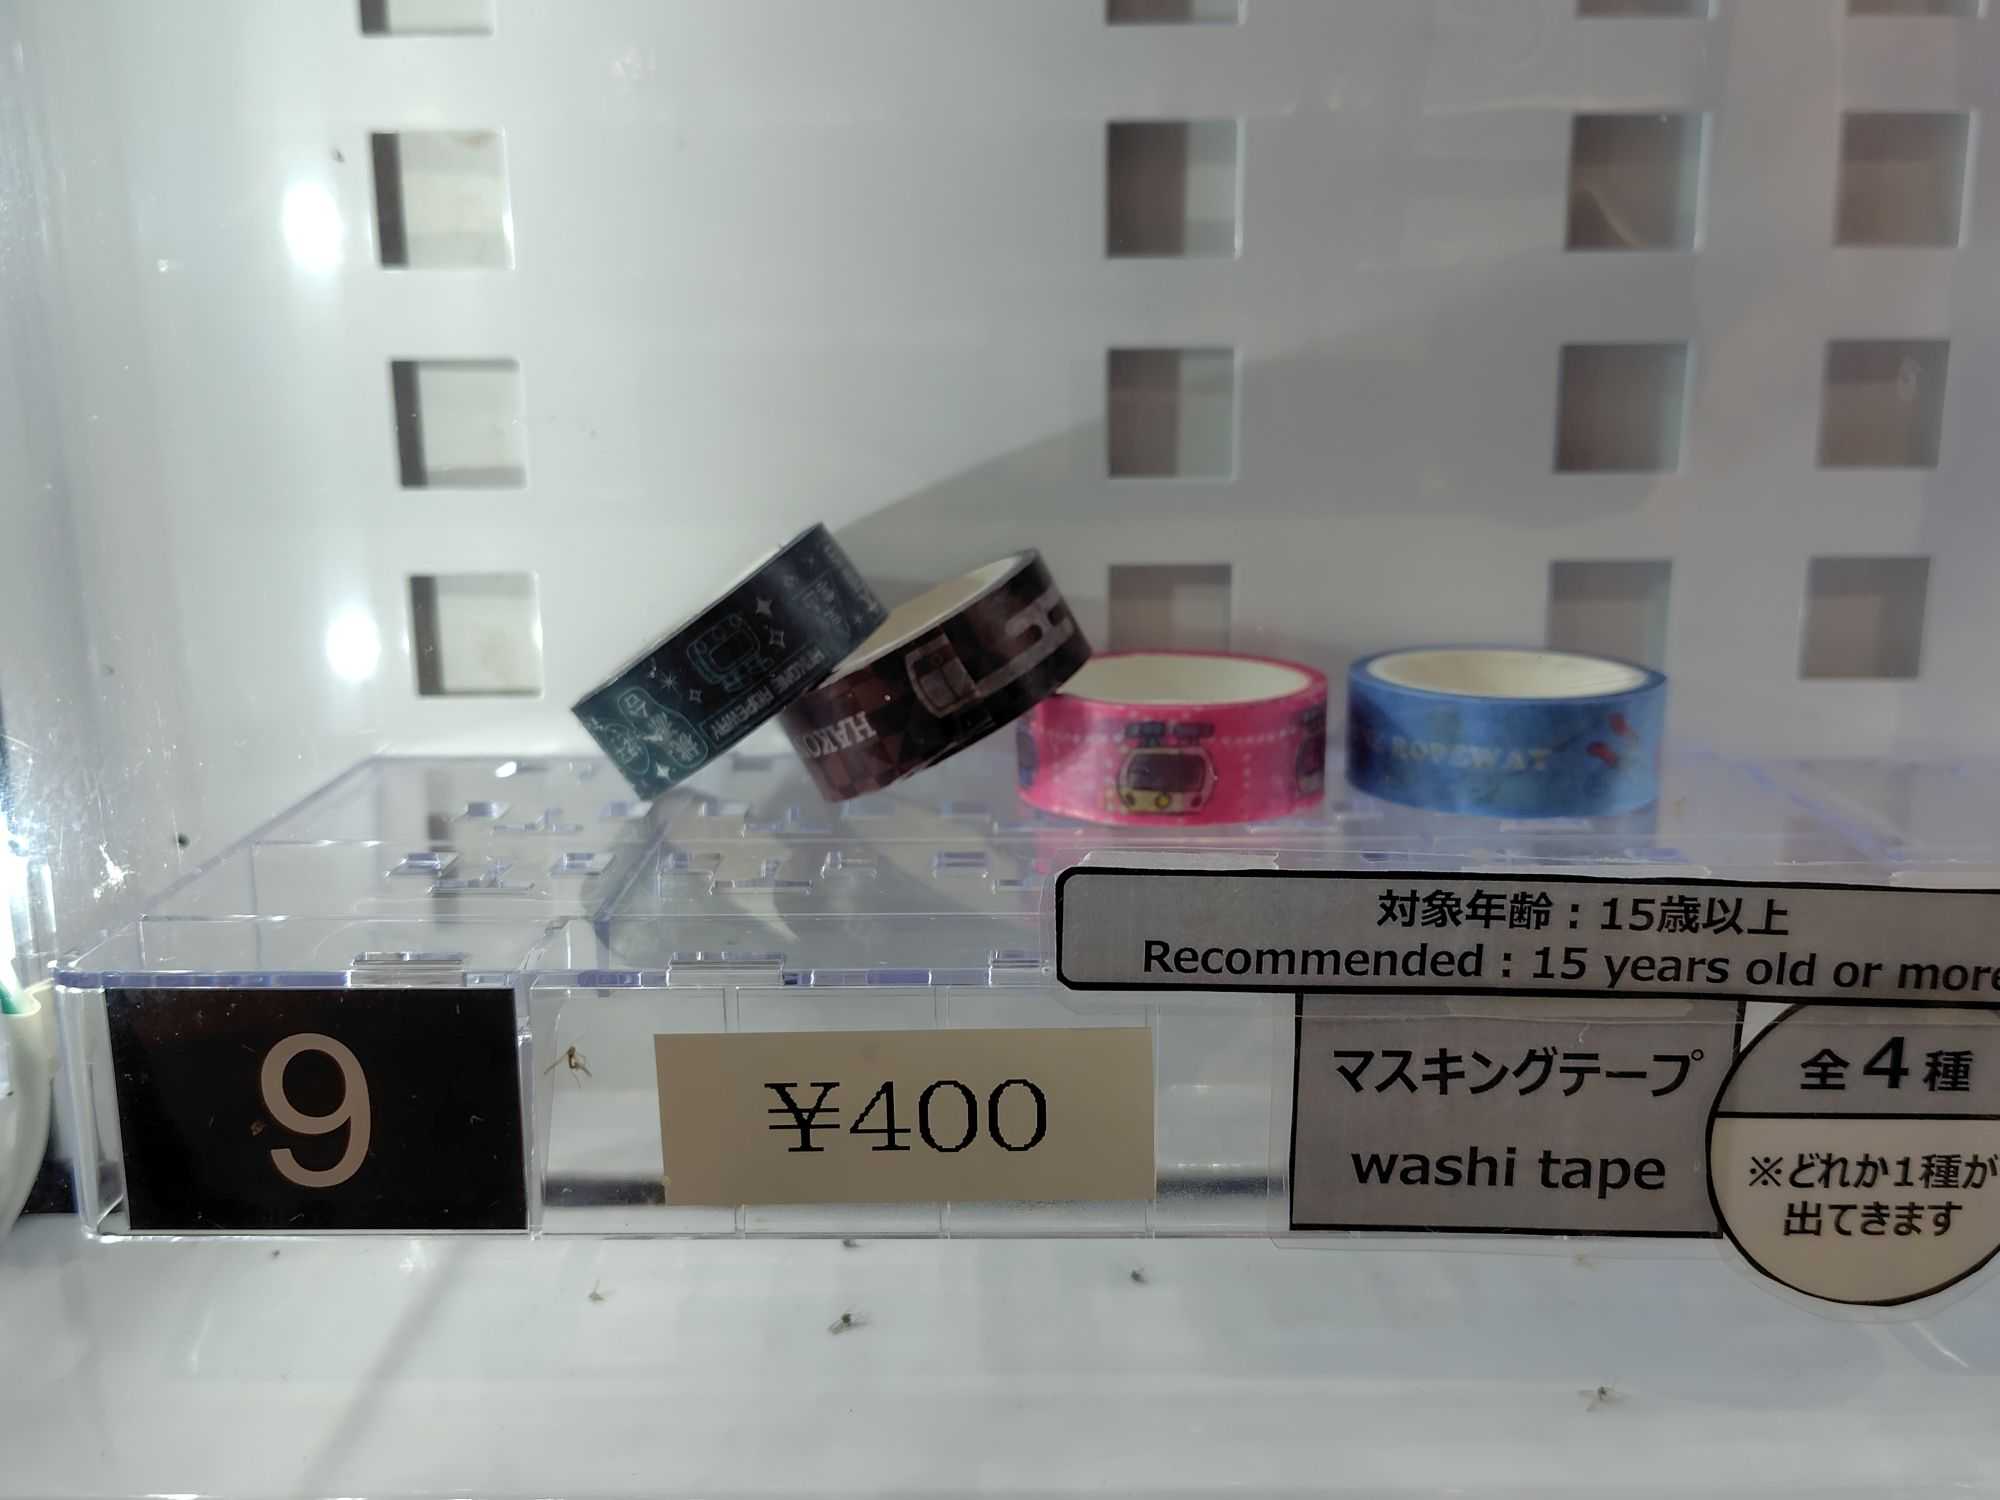 HAKONE ROPEWAY
HAKO
ROPEWAY
対象年齢：15歳以上
Recommended : 15 years old or more
9
¥400
マスキングテープ
washi tape
全4種
※どれか1種が
出てきます